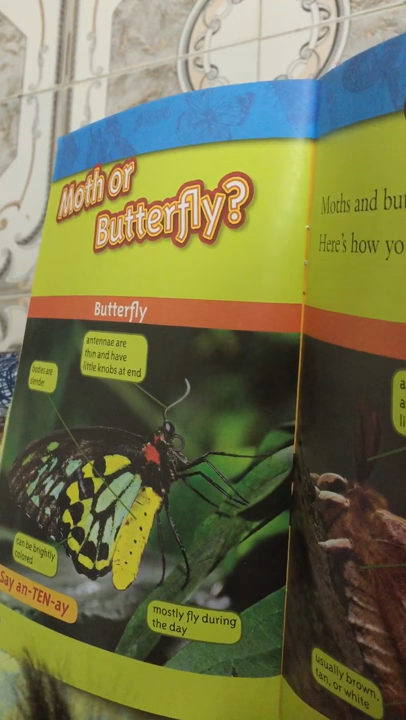 Moth or
Butterfly?
Butterfly
antennae are
thin and have
little knobs at end
bodies are
slender
can be brightly
colored
Say an-TEN-ay
mostly fly during
the day
Moths and but
Here's how yo
a
a
li
usually brown,
tan, or white